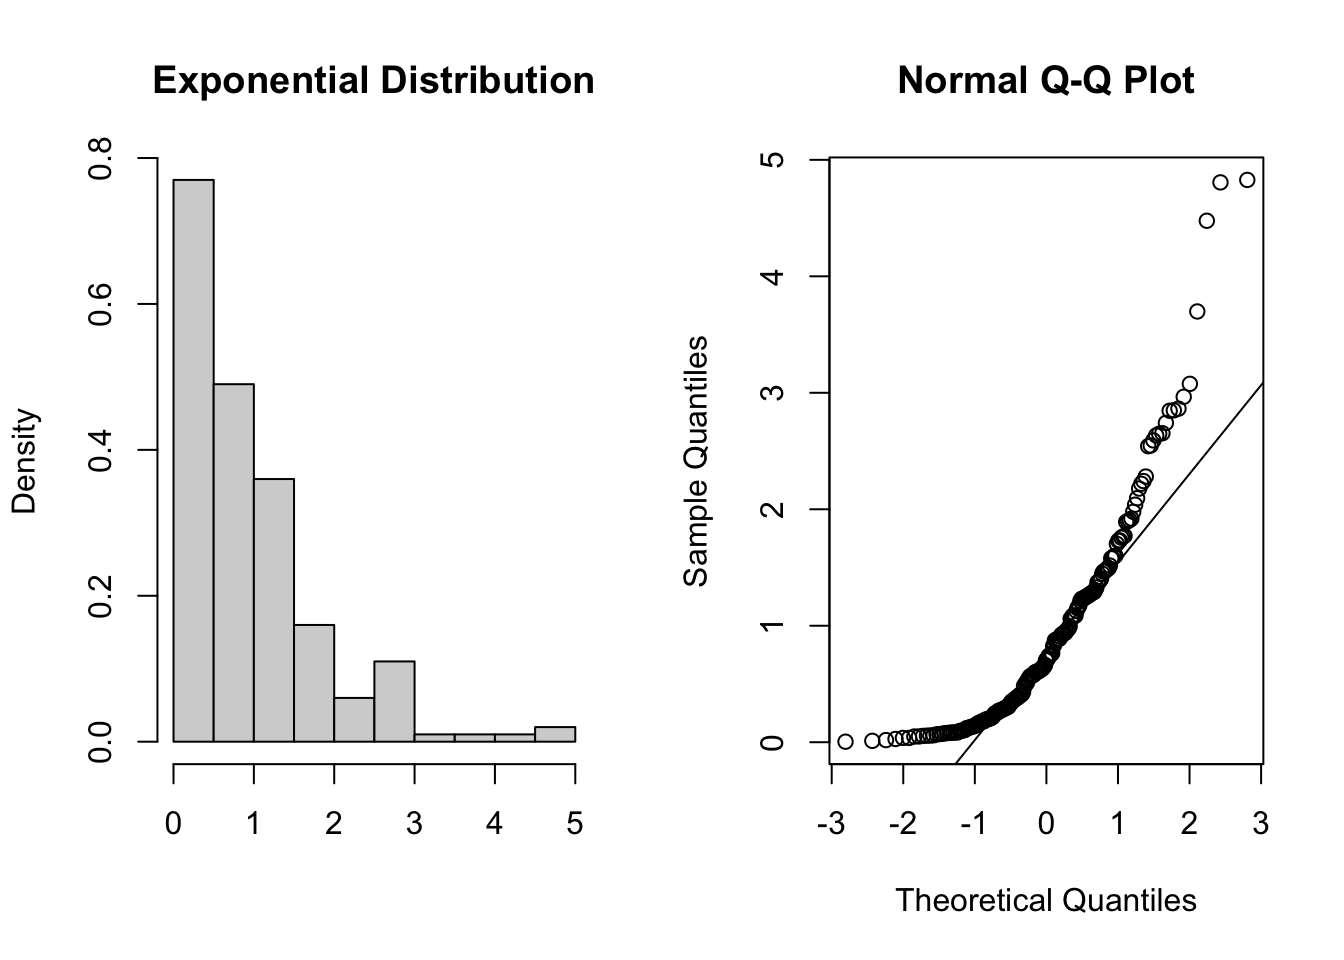 Exponential Distribution
Density
0.0 0.2 0.4 0.6 0.8
0 1 2 3 4 5
Normal Q-Q Plot
Sample Quantiles
0 1 2 3 4 5
-3 -2 -1 0 1 2 3
Theoretical Quantiles